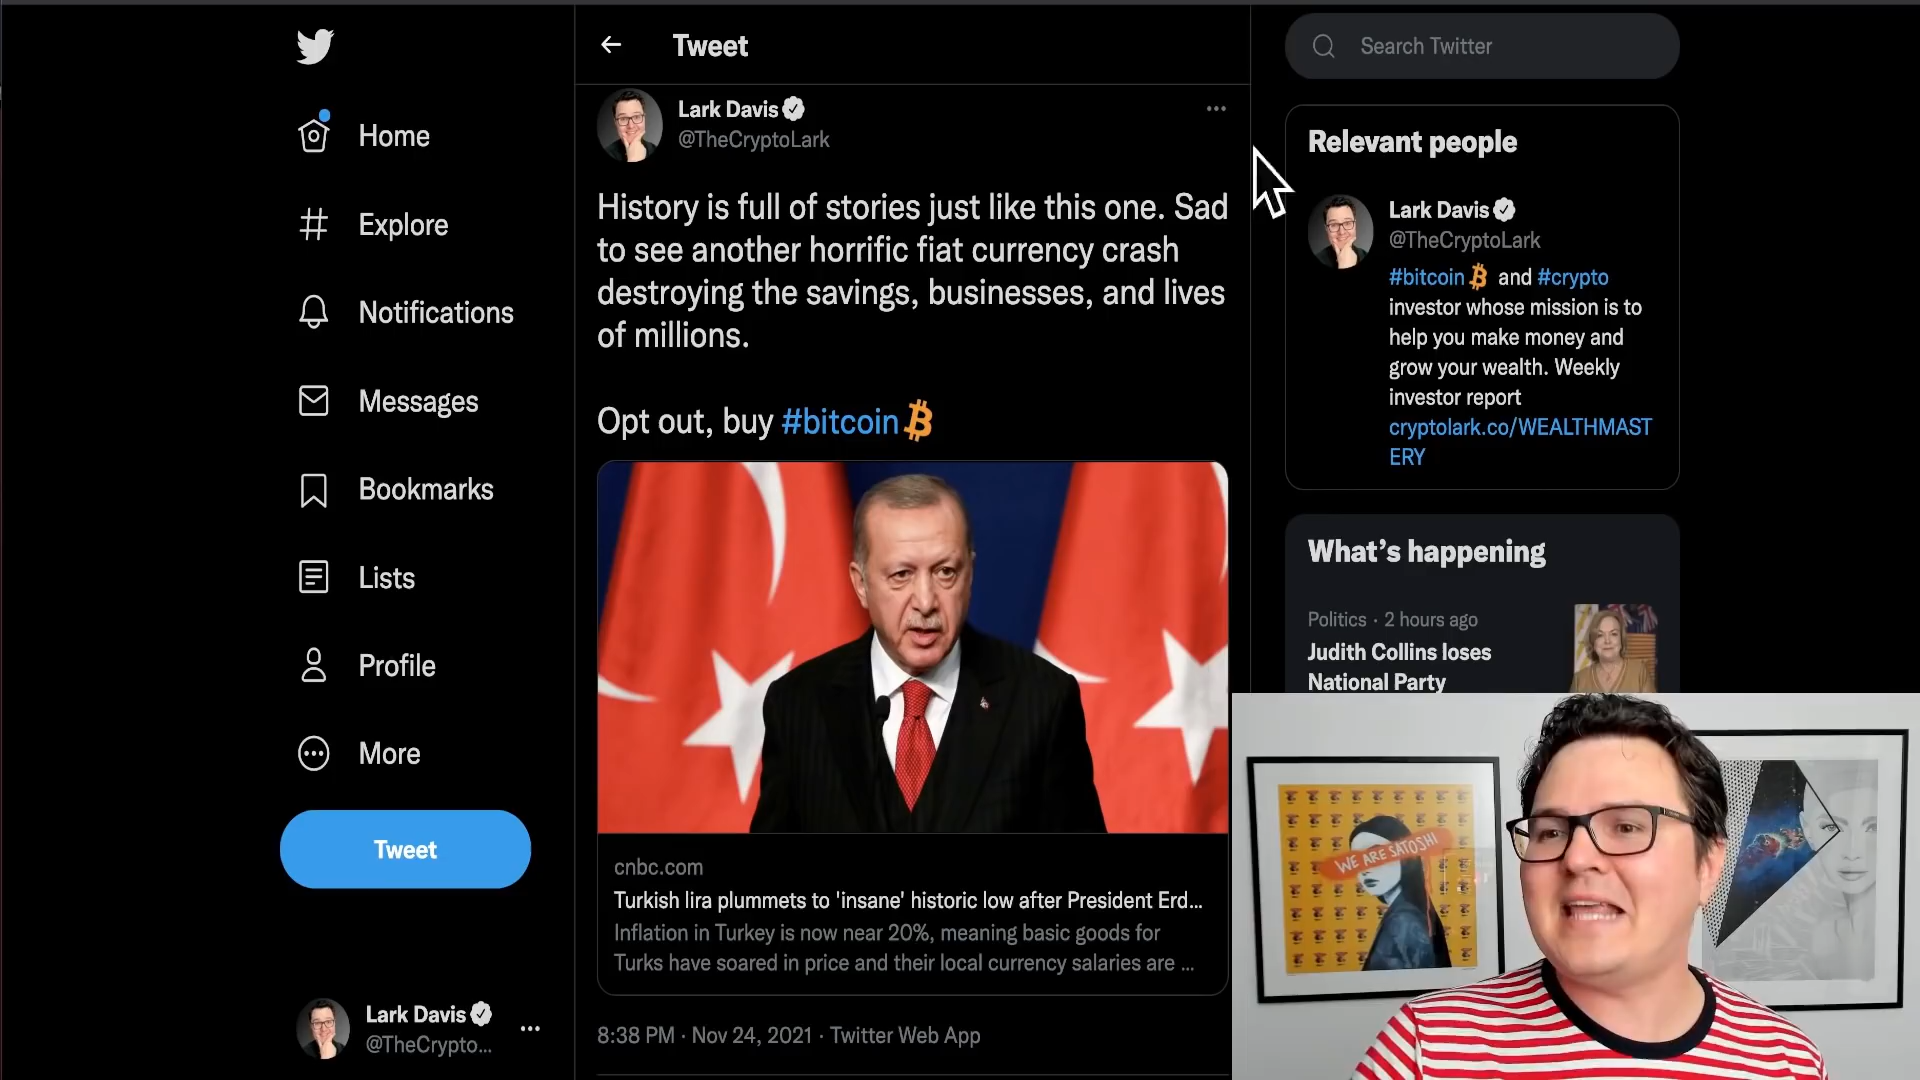 Home
Explore
Notifications
Messages
Bookmarks
Lists
Profile
More
Tweet
Lark Davis
@TheCrypto...
Tweet
Lark Davis
@TheCryptoLark
History is full of stories just like this one. Sad
to see another horrific fiat currency crash
destroying the savings, businesses, and lives
of millions.
Opt out, buy #bitcoin
cnbc.com
Turkish lira plummets to 'insane' historic low after President Erd...
Inflation in Turkey is now near 20%, meaning basic goods for
Turks have soared in price and their local currency salaries are ...
8:38 PM · Nov 24, 2021 · Twitter Web App
Search Twitter
Relevant people
Lark Davis
@TheCryptoLark
#bitcoin and #crypto
investor whose mission is to
help you make money and
grow your wealth. Weekly
investor report
cryptolark.co/WEALTHMAST
ERY
What's happening
Politics · 2 hours ago
Judith Collins loses
National Party
WE ARE SATOSHI